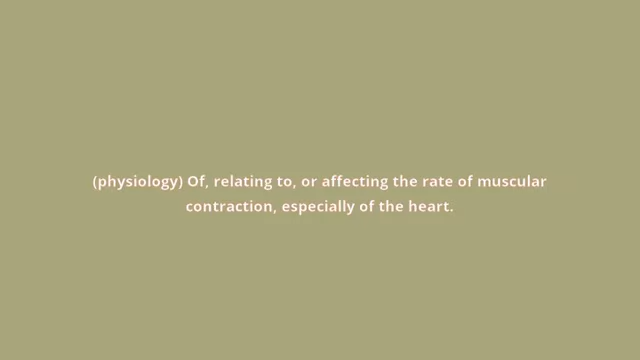 (physiology) Of, relating to, or affecting the rate of muscular
contraction, especially of the heart.